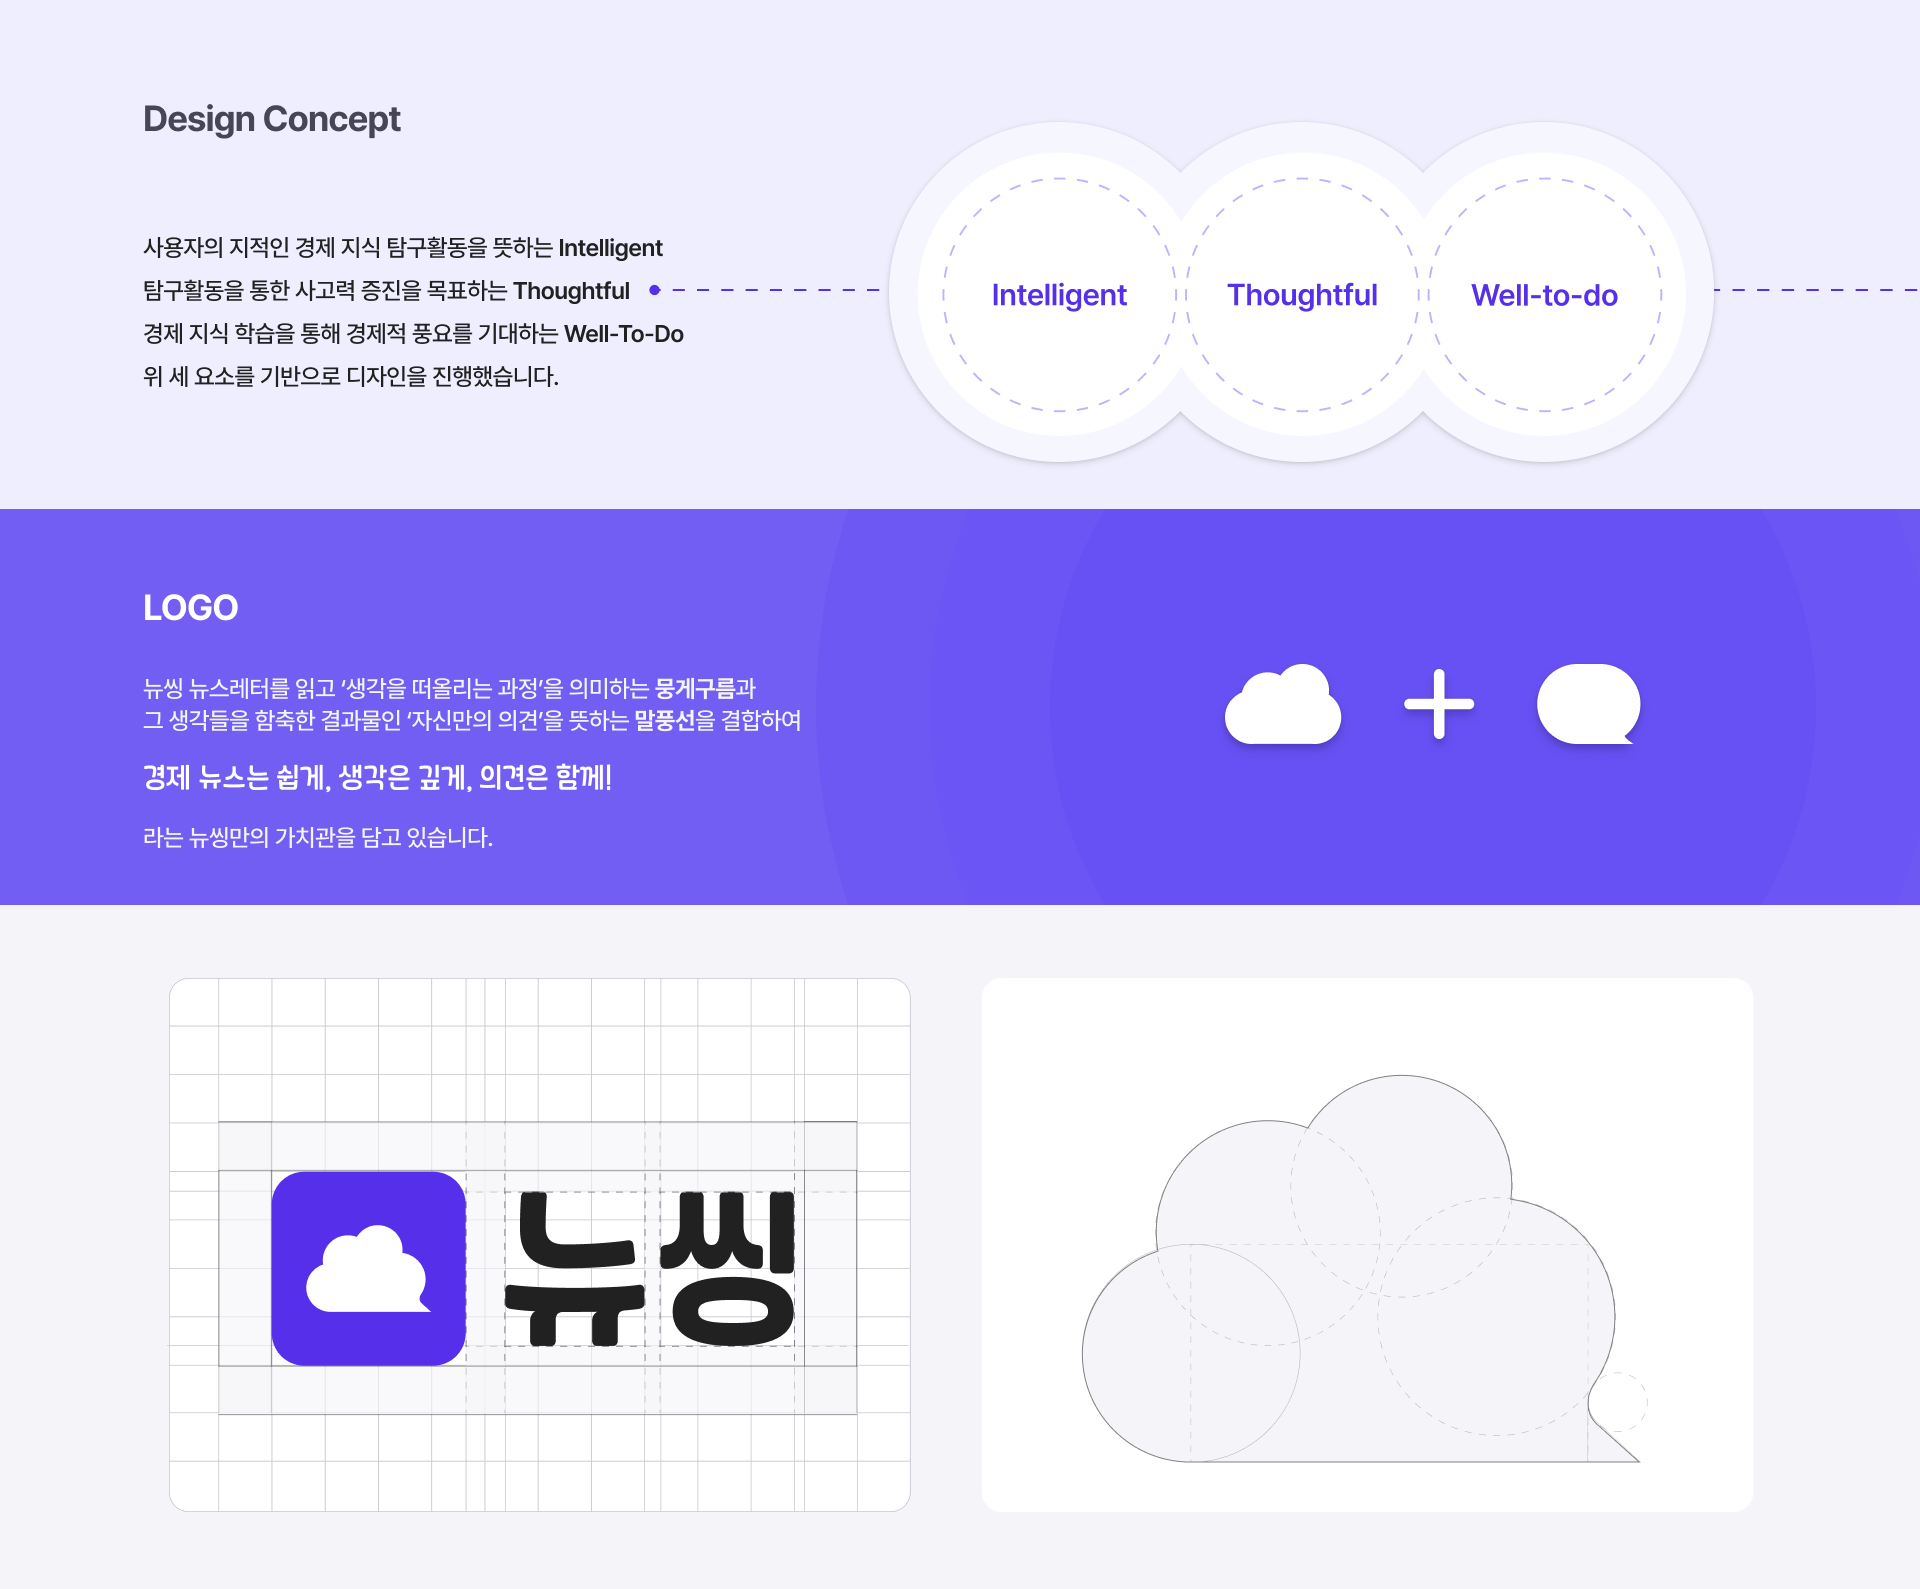 Design Concept
사용자의 지적인 경제 지식 탐구활동을 뜻하는 Intelligent
탐구활동을 통한 사고력 증진을 목표하는 Thoughtful
경제 지식 학습을 통해 경제적 풍요를 기대하는 Well-To-Do
위 세 요소를 기반으로 디자인을 진행했습니다.
Intelligent
Thoughtful
Well-to-do
LOGO
뉴씽 뉴스레터를 읽고 ‘생각을 떠올리는 과정’을 의미하는 뭉게구름과
그 생각들을 함축한 결과물인 ‘자신만의 의견’을 뜻하는 말풍선을 결합하여
경제 뉴스는 쉽게, 생각은 깊게, 의견은 함께!
라는 뉴씽만의 가치관을 담고 있습니다.
뉴씽